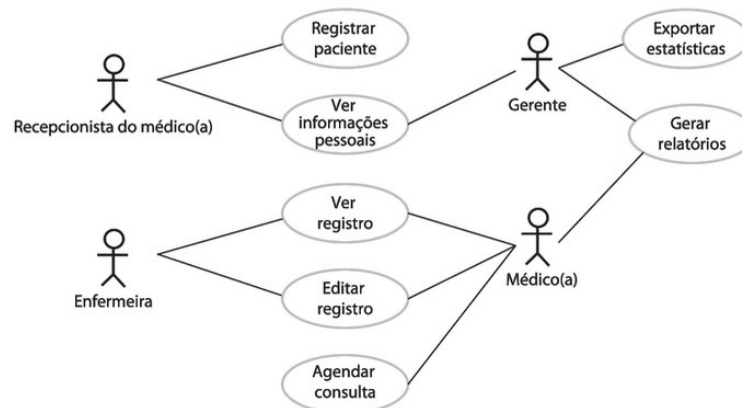 Registrar
paciente
Exportar
estatísticas
Recepcionista do médico(a)
Ver
informações
pessoais
Gerente
Gerar
relatórios
Ver
registro
Enfermeira
Editar
registro
Médico(a)
Agendar
consulta